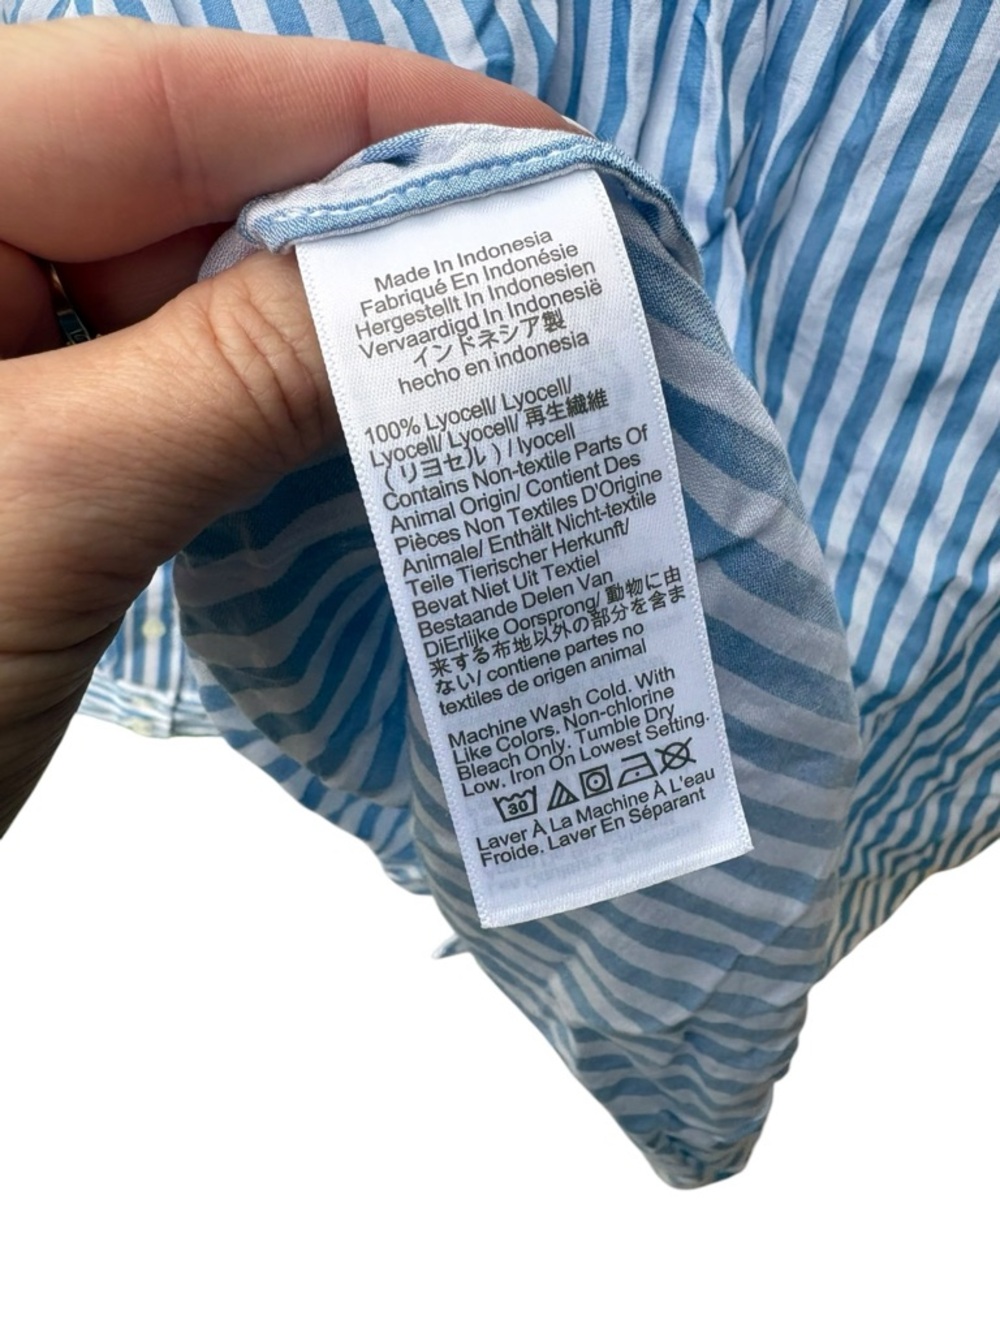 Made In Indonesia
Fabriqué En Indonésie
Hergestellt In Indonesien
Vervaardigd In Indonesië
インドネシア製
hecho en indonesia
100% Lyocell/ Lyocell/
Lyocell/ Lyocell/ 再生繊維
(リヨセル)/ lyocell
Contains Non-textile Parts Of
Animal Origin/ Contient Des
Pièces Non Textiles D'Origine
Animale/ Enthält Nicht-textile
Teile Tierischer Herkunft/
Bevat Niet Uit Textiel
Bestaande Delen Van
DiErlijke Oorsprong/ 動物に由
来する布地以外の部分を含ま
ない/ contiene partes no
textiles de origen animal
Machine Wash Cold. With
Like Colors. Non-chlorine
Bleach Only. Tumble Dry
Low. Iron On Lowest Setting.
30
Laver À La Machine À L'eau
Froide. Laver En Séparant